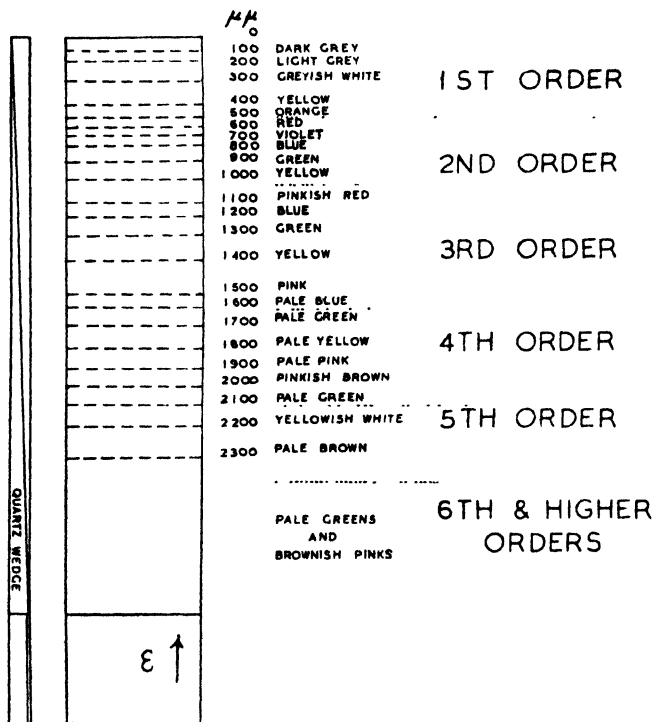 μμ
0
100 DARK GREY
200 LIGHT GREY
300 GREYISH WHITE
1ST ORDER
400 YELLOW
500 ORANGE
600 RED
700 VIOLET
800 BLUE
900 GREEN
1000 YELLOW
2ND ORDER
1100 PINKISH RED
1200 BLUE
1300 GREEN
1400 YELLOW
3RD ORDER
1500 PINK
1600 PALE BLUE
1700 PALE GREEN
1800 PALE YELLOW
4TH ORDER
1900 PALE PINK
2000 PINKISH BROWN
2100 PALE GREEN
2200 YELLOWISH WHITE
5TH ORDER
2300 PALE BROWN
PALE GREENS
AND
BROWNISH PINKS
6TH & HIGHER
ORDERS
QUARTZ WEDGE
ε ↑